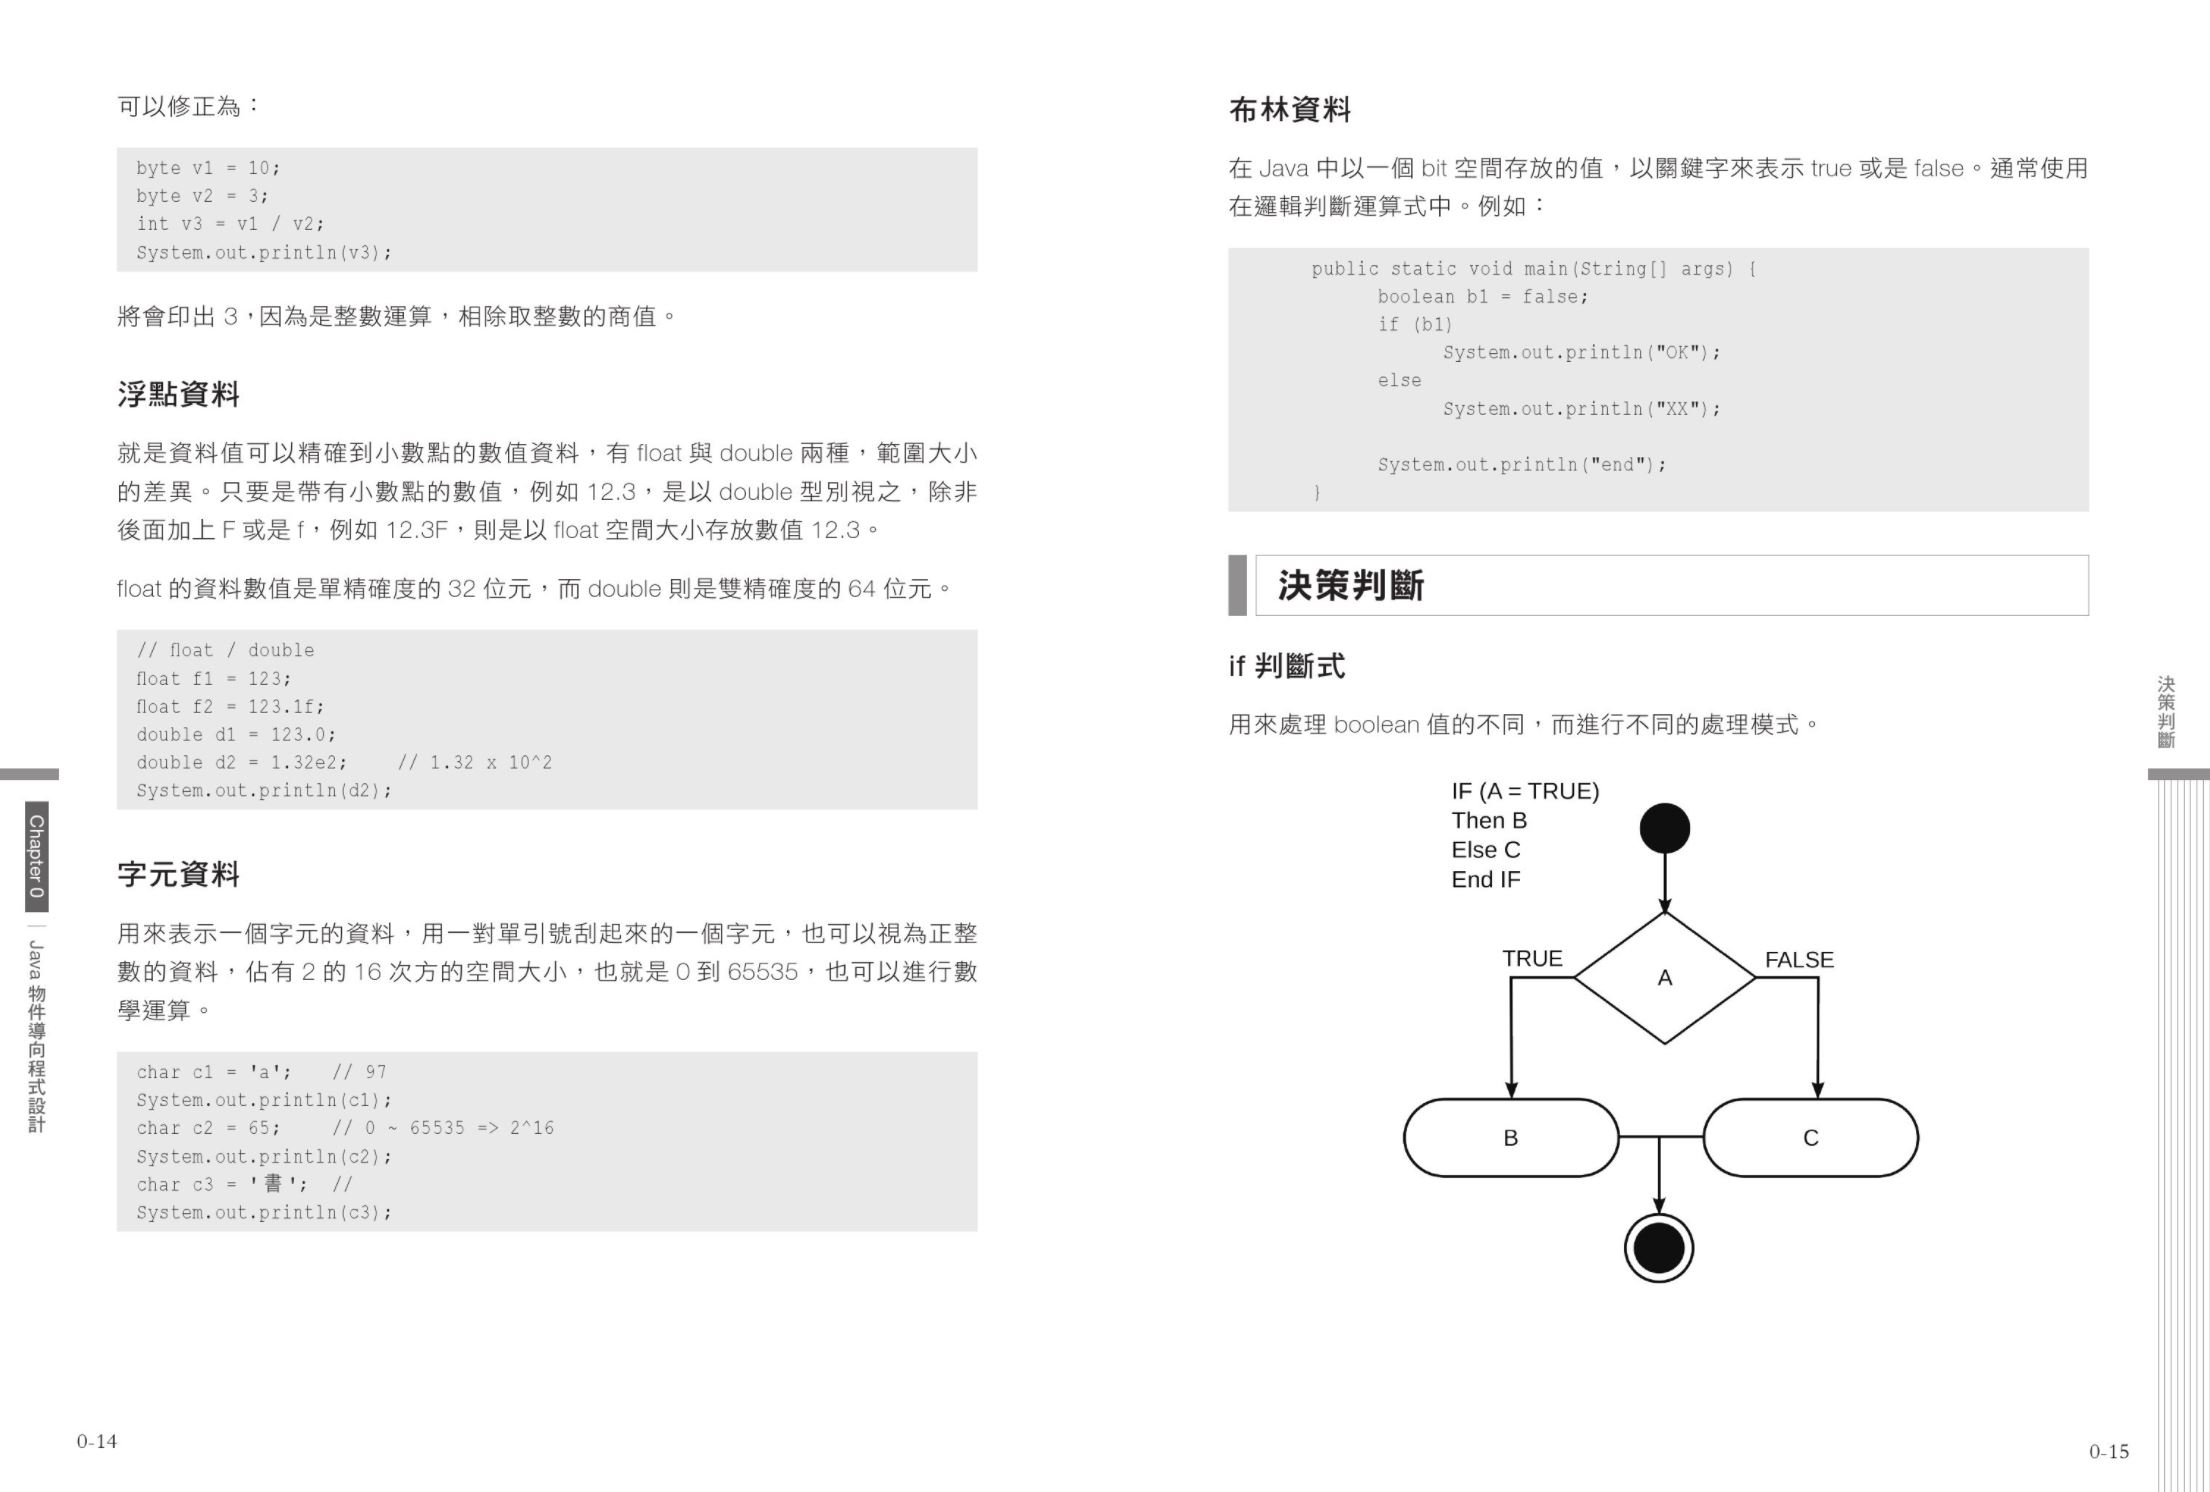 可以修正為：
byte v1 = 10;
byte v2 = 3;
int v3 = v1 / v2;
System.out.println(v3);
將會印出 3，因為是整數運算，相除取整數的商值。
浮點資料
就是資料值可以精確到小數點的數值資料，有 float 與 double 兩種，範圍大小
的差異。只要是帶有小數點的數值，例如 12.3，是以 double 型別視之，除非
後面加上 F 或是 f，例如 12.3F，則是以 float 空間大小存放數值 12.3。
float 的資料數值是單精確度的 32 位元，而 double 則是雙精確度的 64 位元。
// float / double
float f1 = 123;
float f2 = 123.1f;
double d1 = 123.0;
double d2 = 1.32e2;    // 1.32 x 10^2
System.out.println(d2);
字元資料
用來表示一個字元的資料，用一對單引號刮起來的一個字元，也可以視為正整
數的資料，佔有 2 的 16 次方的空間大小，也就是 0 到 65535，也可以進行數
學運算。
char c1 = 'a';    // 97
System.out.println(c1);
char c2 = 65;    // 0 ~ 65535 => 2^16
System.out.println(c2);
char c3 = '書';  //
System.out.println(c3);
Chapter 0
Java 物件導向程式設計
0-14
布林資料
在 Java 中以一個 bit 空間存放的值，以關鍵字來表示 true 或是 false。通常使用
在邏輯判斷運算式中。例如：
public static void main(String[] args) {
boolean b1 = false;
if (b1)
System.out.println("OK");
else
System.out.println("XX");
System.out.println("end");
}
決策判斷
if 判斷式
用來處理 boolean 值的不同，而進行不同的處理模式。
IF (A = TRUE)
Then B
Else C
End IF
TRUE
A
FALSE
B
C
決策判斷
0-15